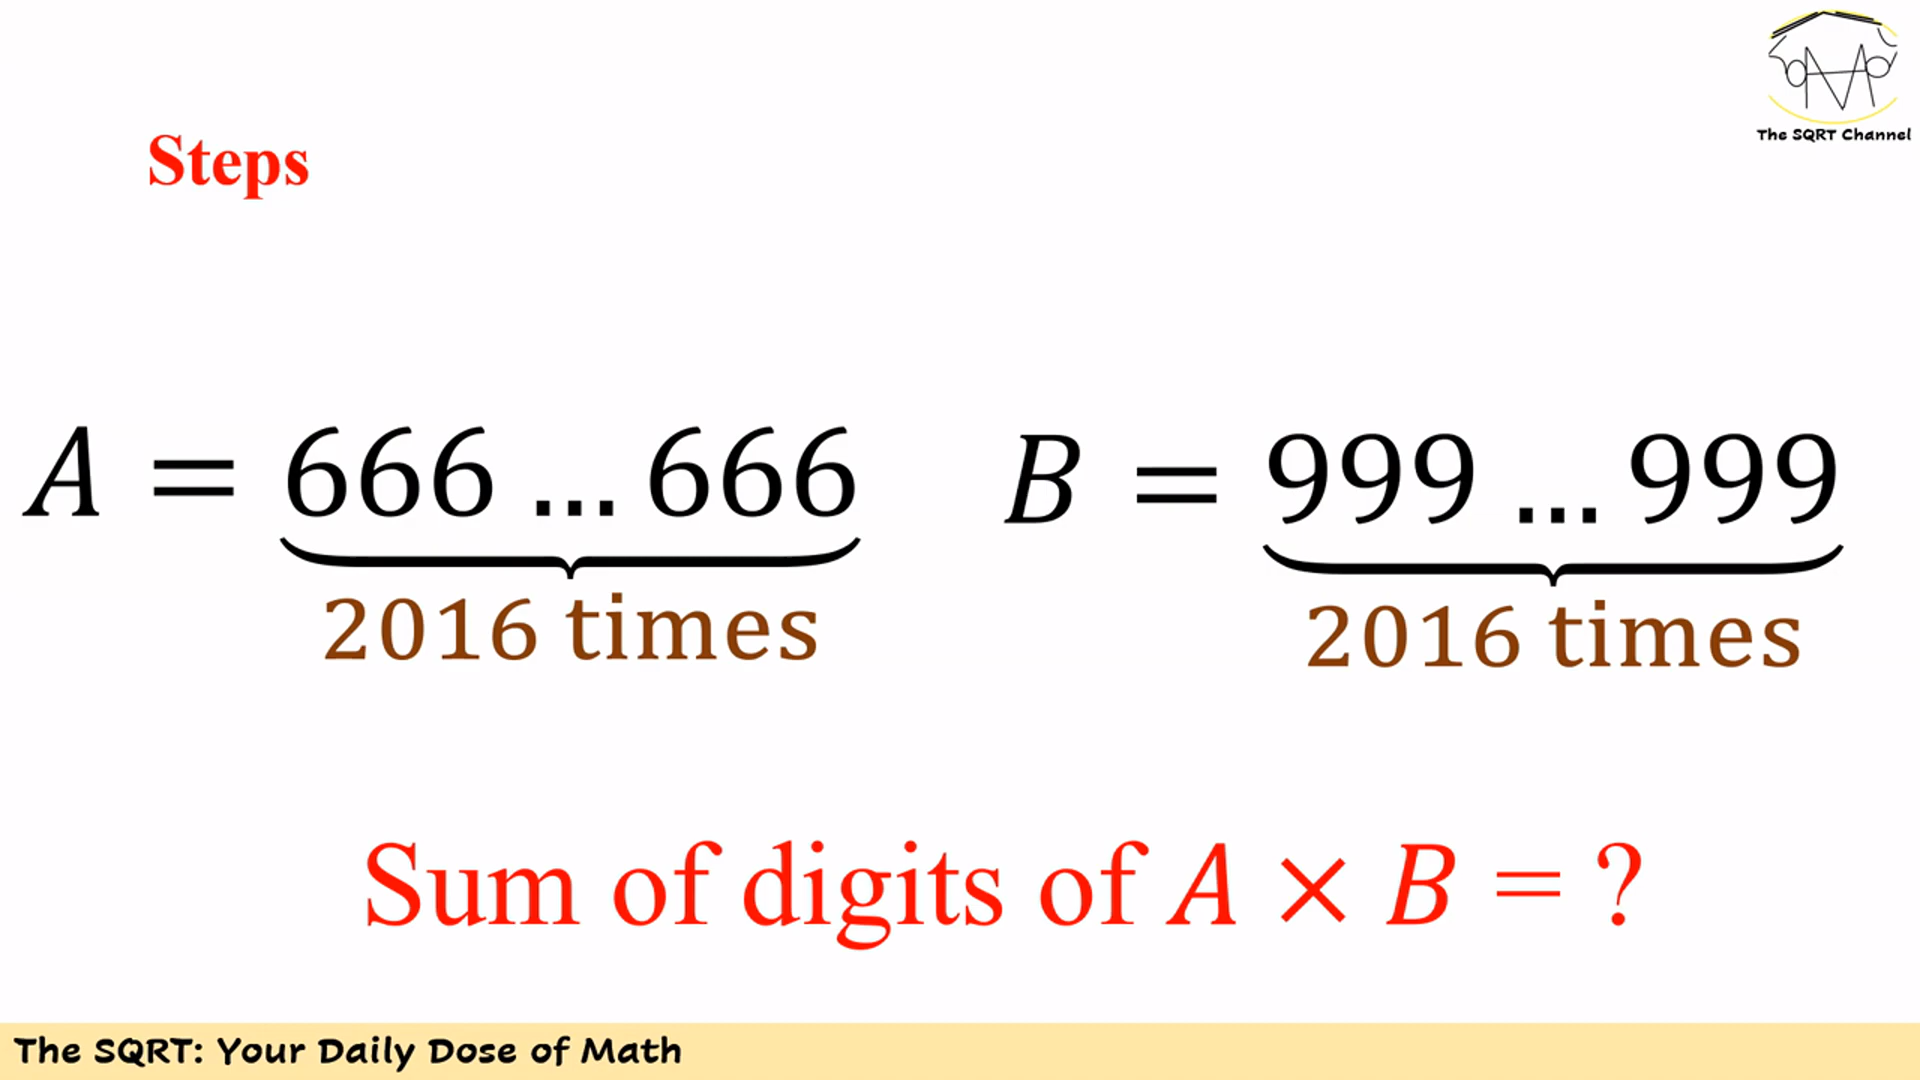 The SQRT Channel
Steps
A = 666 ... 666
2016 times
B = 999 ... 999
2016 times
Sum of digits of A × B = ?
The SQRT: Your Daily Dose of Math